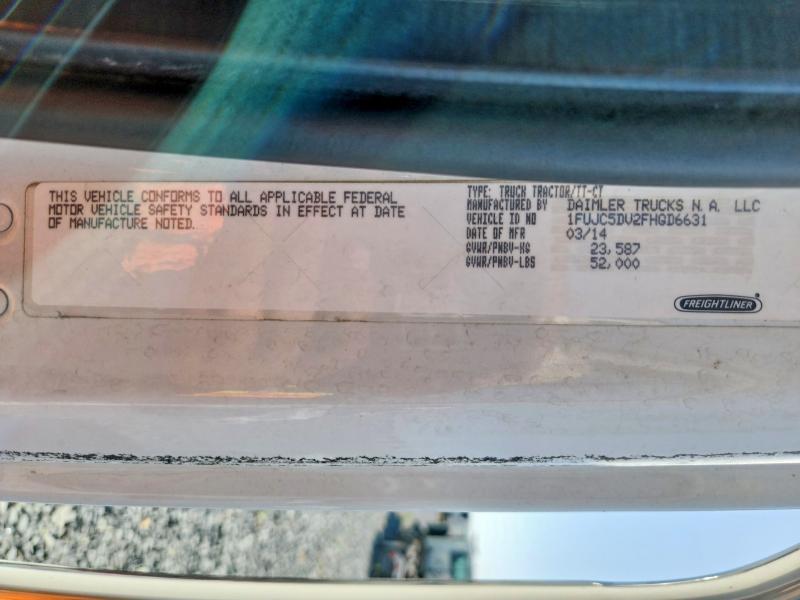 THIS VEHICLE CONFORMS TO ALL APPLICABLE FEDERAL
MOTOR VEHICLE SAFETY STANDARDS IN EFFECT AT DATE
OF MANUFACTURE NOTED.
TYPE: TRUCK TRACTOR/TT-CT
MANUFACTURED BY DAIMLER TRUCKS N. A. LLC
VEHICLE ID NO 1FUJC5DV2FHGD6631
DATE OF MFR 03/14
GVWR/PNBV-KG 23,587
GVWR/PNBV-LBS 52,000
FREIGHTLINER